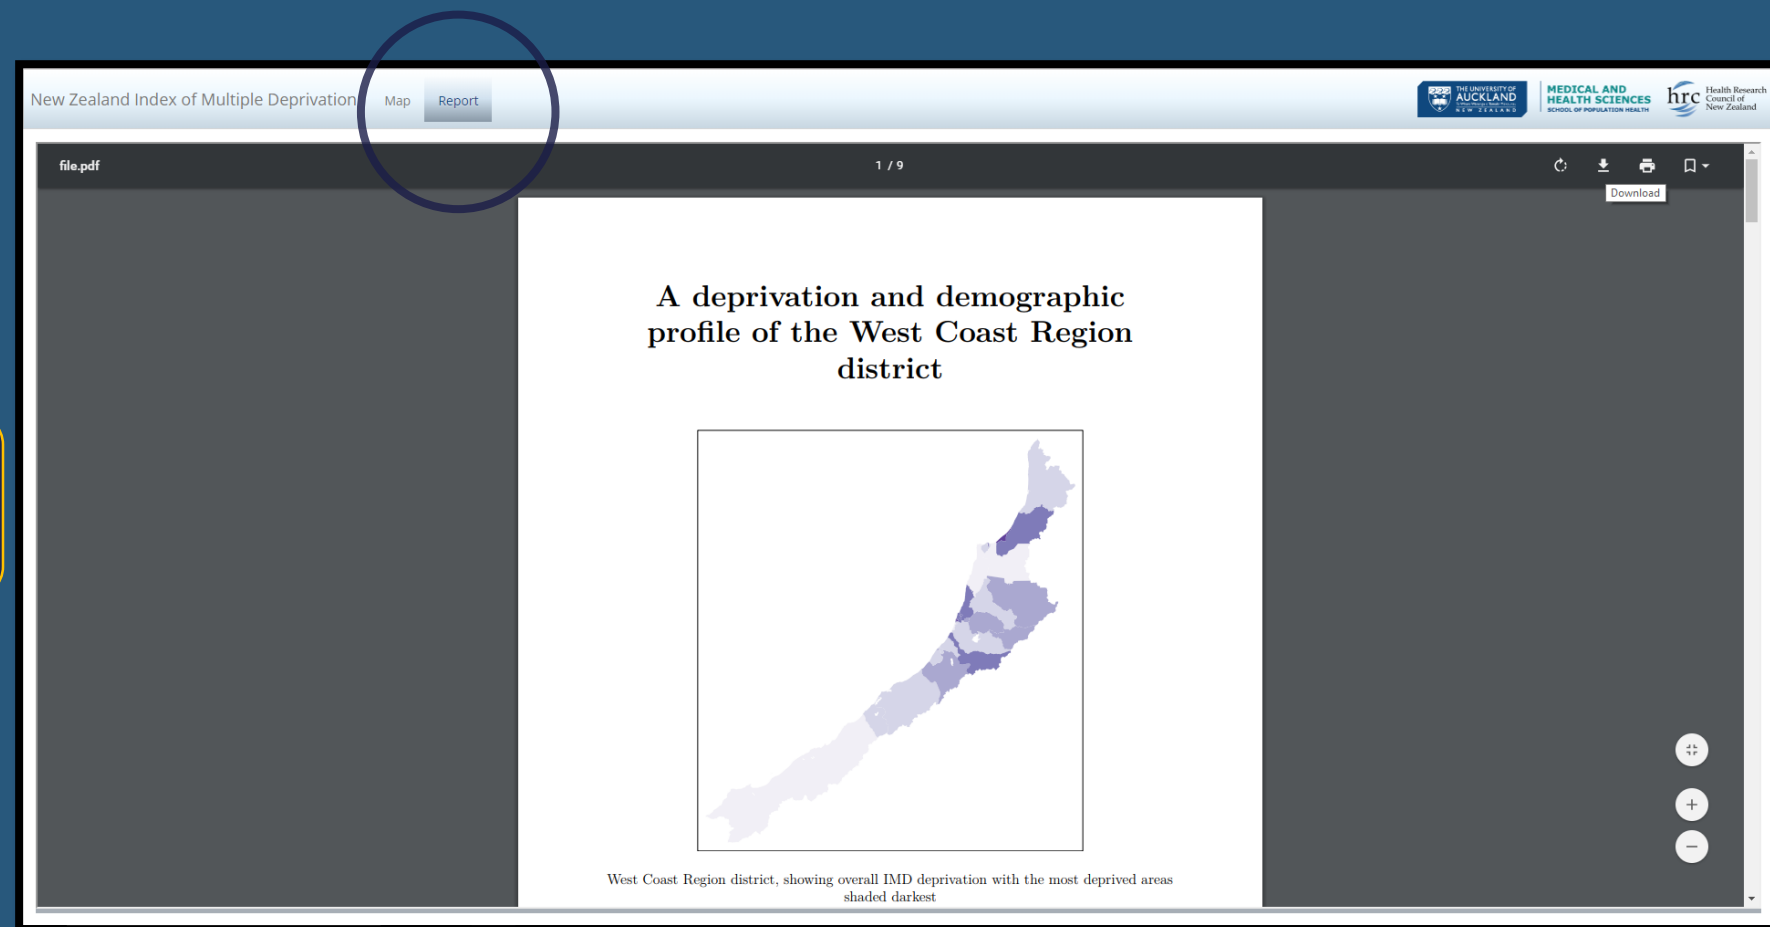 New Zealand Index of Multiple Deprivation
Map
Report
THE UNIVERSITY OF
AUCKLAND
NEW ZEALAND
MEDICAL AND
HEALTH SCIENCES
SCHOOL OF POPULATION HEALTH
hrc
Health Research
Council of
New Zealand
file.pdf
1 / 9
Download
A deprivation and demographic
profile of the West Coast Region
district
West Coast Region district, showing overall IMD deprivation with the most deprived areas
shaded darkest